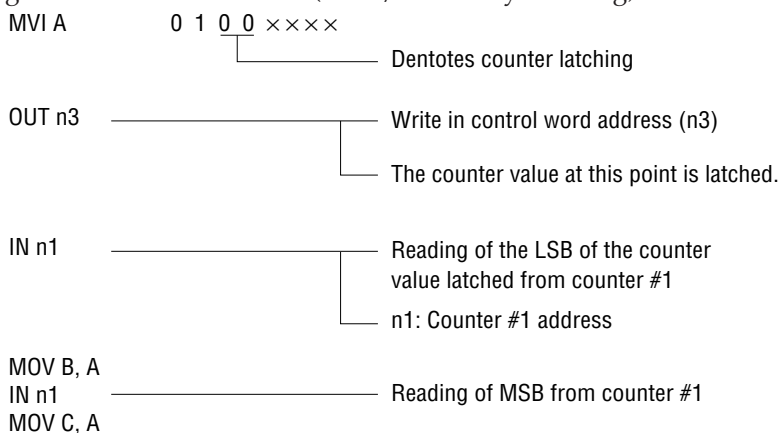 MVI A 0 1 0 0 ××××
Dentotes counter latching
OUT n3 Write in control word address (n3)
The counter value at this point is latched.
IN n1 Reading of the LSB of the counter
value latched from counter #1
n1: Counter #1 address
MOV B, A
IN n1 Reading of MSB from counter #1
MOV C, A